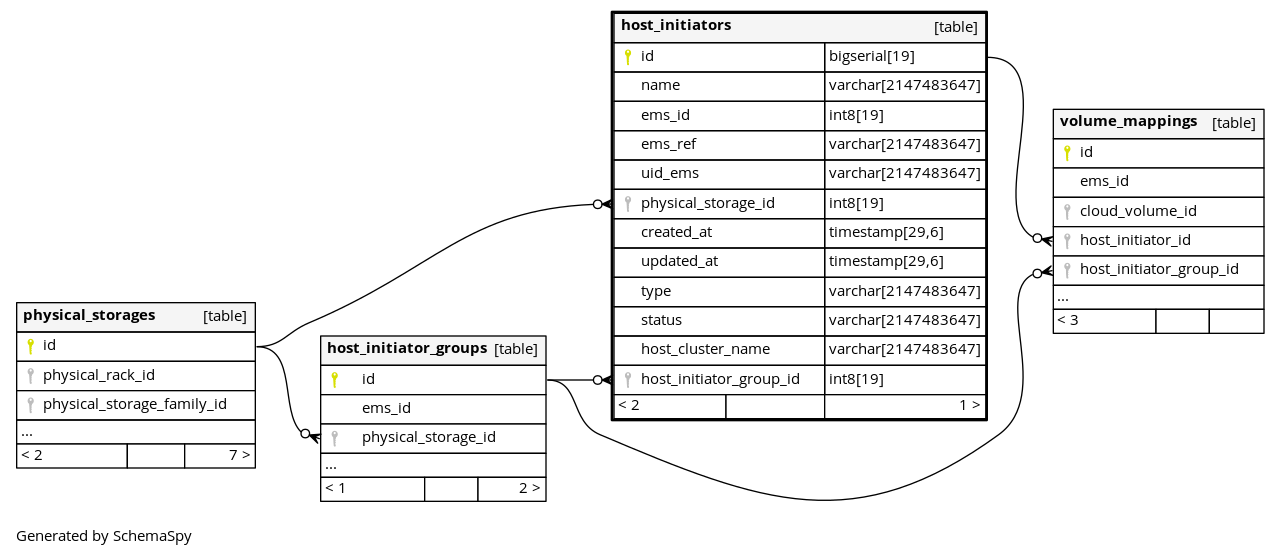 host_initiators [table]
id bigserial[19]
name varchar[2147483647]
ems_id int8[19]
ems_ref varchar[2147483647]
uid_ems varchar[2147483647]
physical_storage_id int8[19]
created_at timestamp[29,6]
updated_at timestamp[29,6]
type varchar[2147483647]
status varchar[2147483647]
host_cluster_name varchar[2147483647]
host_initiator_group_id int8[19]
< 2 1 >
volume_mappings [table]
id
ems_id
cloud_volume_id
host_initiator_id
host_initiator_group_id
...
< 3
physical_storages [table]
id
physical_rack_id
physical_storage_family_id
...
< 2 7 >
host_initiator_groups [table]
id
ems_id
physical_storage_id
...
< 1 2 >
Generated by SchemaSpy